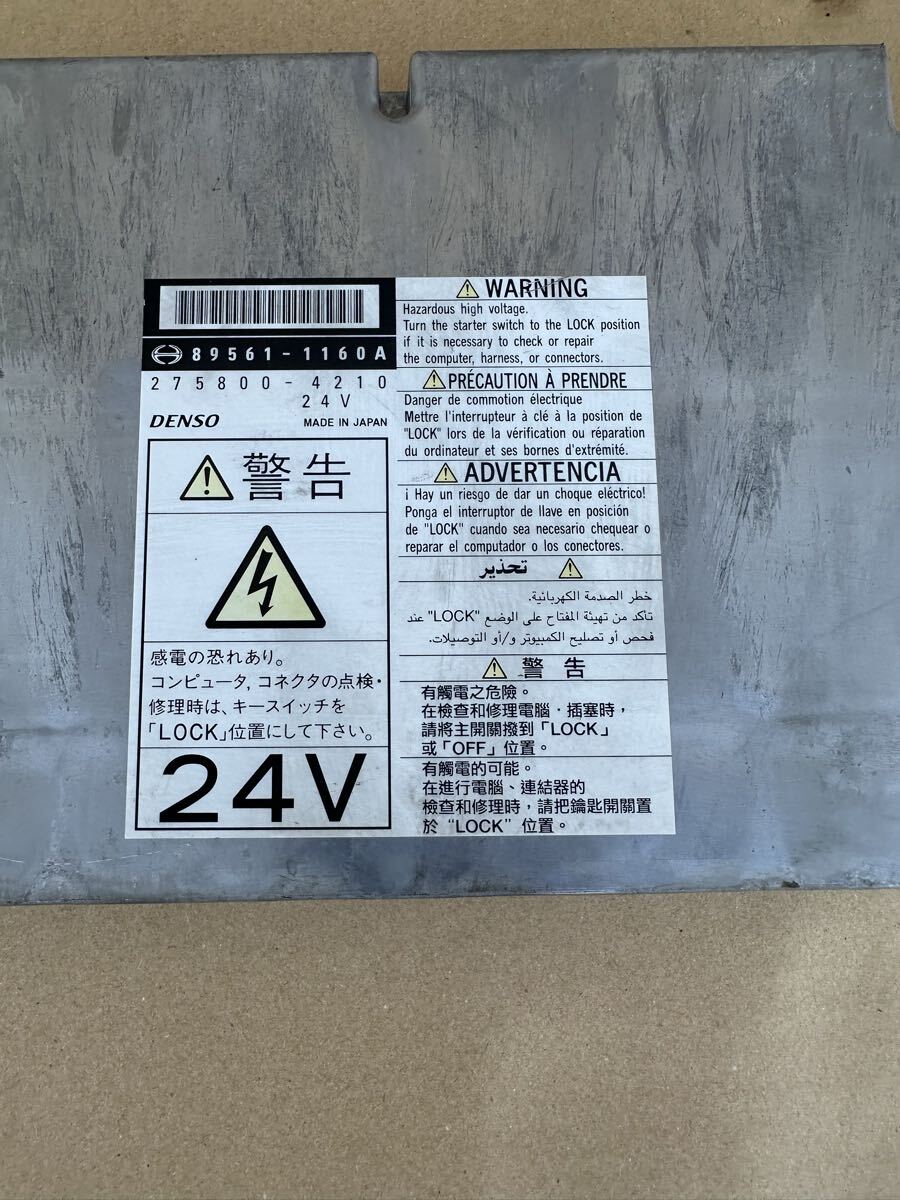 89561-1160A
275800-4210
24V
DENSO
MADE IN JAPAN
警告
感電の恐れあり。
コンピュータ, コネクタの点検・
修理時は、キースイッチを
「LOCK」位置にして下さい。
24V
WARNING
Hazardous high voltage.
Turn the starter switch to the LOCK position
if it is necessary to check or repair
the computer, harness, or connectors.
PRÉCAUTION À PRENDRE
Danger de commotion électrique
Mettre l'interrupteur à clé à la position de
"LOCK" lors de la vérification ou réparation
du ordinateur et ses bornes d'extrémité.
ADVERTENCIA
¡ Hay un riesgo de dar un choque eléctrico!
Ponga el interruptor de llave en posición
de "LOCK" cuando sea necesario chequear o
reparar el computador o los conectores.
تحذير
خطر الصدمة الكهربائية.
تأكد من تهيئة المفتاح على الوضع "LOCK" عند
فحص أو تصليح الكمبيوتر و/أو التوصيلات.
警告
有觸電之危險。
在檢查和修理電腦・插塞時，
請將主開關撥到「LOCK」
或「OFF」位置。
有觸電的可能。
在進行電腦、連結器的
檢查和修理時，請把鑰匙開關置
於 "LOCK" 位置。